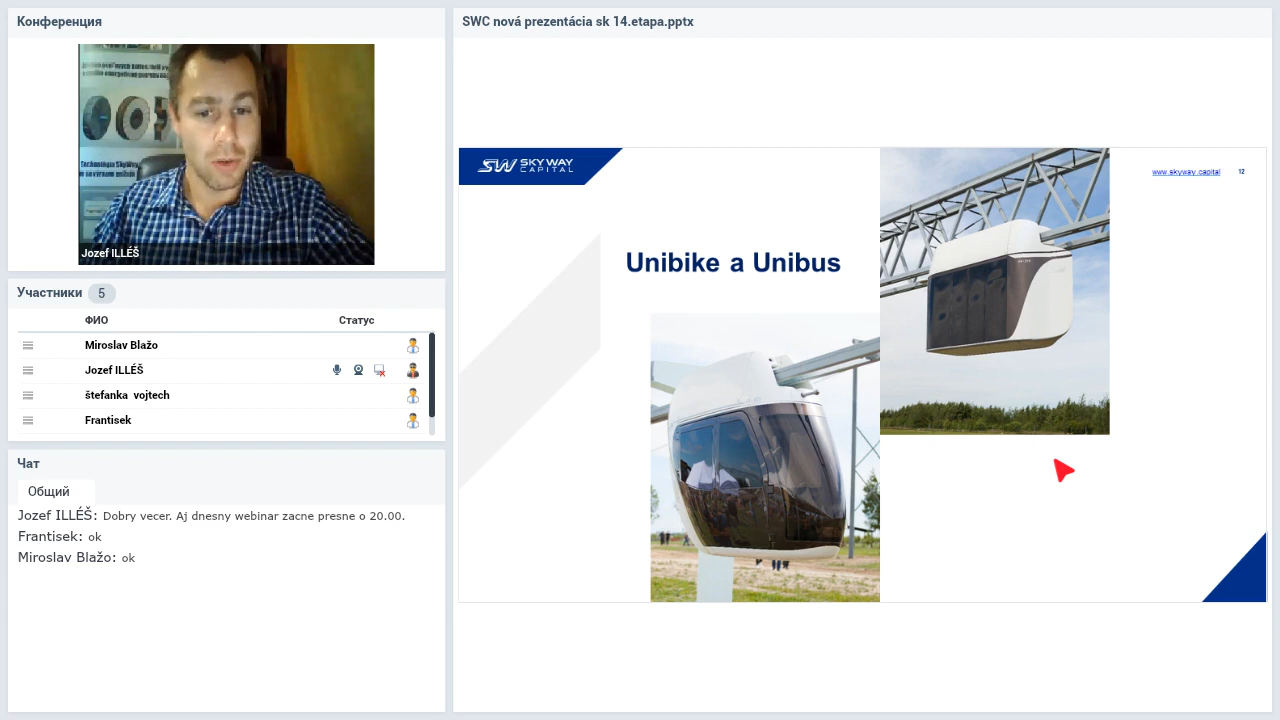 Конференция
Jozef ILLÉŠ
Участники 5
ФИО Статус
Miroslav Blažo
Jozef ILLÉŠ
štefanka vojtech
Frantisek
Чат
Общий
Jozef ILLÉŠ: Dobry vecer. Aj dnesny webinar zacne presne o 20.00.
Frantisek: ok
Miroslav Blažo: ok
SWC nová prezentácia sk 14.etapa.pptx
SW SKYWAY
CAPITAL
www.skyway.capital 12
Unibike a Unibus